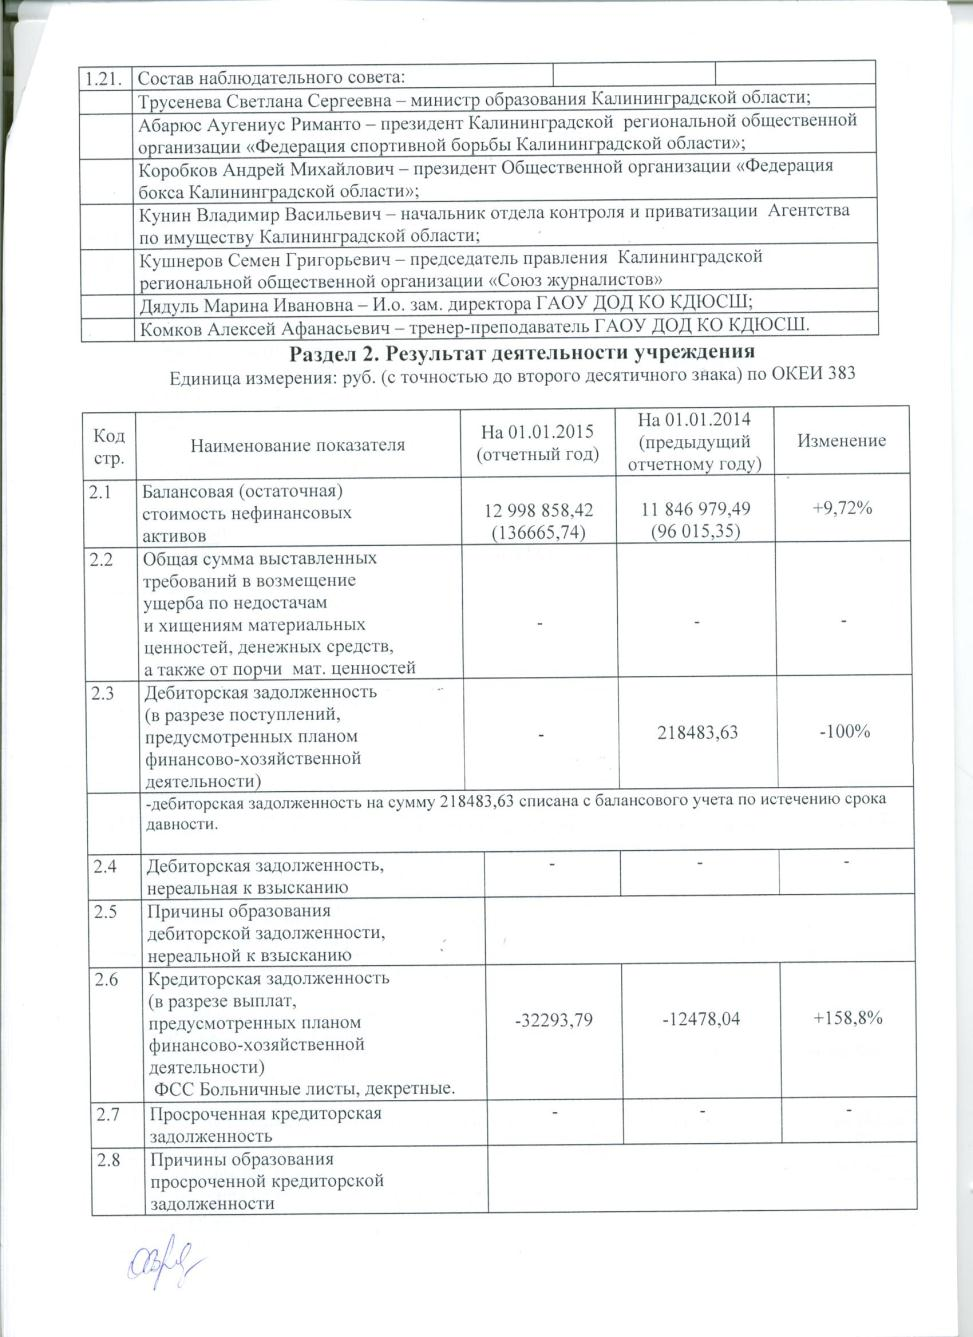 1.21. Состав наблюдательного совета:
Трусенева Светлана Сергеевна – министр образования Калининградской области;
Абарюс Аугениус Риманто – президент Калининградской региональной общественной
организации «Федерация спортивной борьбы Калининградской области»;
Коробков Андрей Михайлович – президент Общественной организации «Федерация
бокса Калининградской области»;
Кунин Владимир Васильевич – начальник отдела контроля и приватизации Агентства
по имуществу Калининградской области;
Кушнеров Семен Григорьевич – председатель правления Калининградской
региональной общественной организации «Союз журналистов»
Дядуль Марина Ивановна – И.о. зам. директора ГАОУ ДОД КО КДЮСШ;
Комков Алексей Афанасьевич – тренер-преподаватель ГАОУ ДОД КО КДЮСШ.
Раздел 2. Результат деятельности учреждения
Единица измерения: руб. (с точностью до второго десятичного знака) по ОКЕИ 383
Код
стр.
Наименование показателя
На 01.01.2015
(отчетный год)
На 01.01.2014
(предыдущий
отчетному году)
Изменение
2.1
Балансовая (остаточная)
стоимость нефинансовых
активов
12 998 858,42
(136665,74)
11 846 979,49
(96 015,35)
+9,72%
2.2
Общая сумма выставленных
требований в возмещение
ущерба по недостачам
и хищениям материальных
ценностей, денежных средств,
а также от порчи мат. ценностей
-
-
-
2.3
Дебиторская задолженность
(в разрезе поступлений,
предусмотренных планом
финансово-хозяйственной
деятельности)
-
218483,63
-100%
-дебиторская задолженность на сумму 218483,63 списана с балансового учета по истечению срока
давности.
2.4
Дебиторская задолженность,
нереальная к взысканию
-
-
-
2.5
Причины образования
дебиторской задолженности,
нереальной к взысканию
2.6
Кредиторская задолженность
(в разрезе выплат,
предусмотренных планом
финансово-хозяйственной
деятельности)
ФСС Больничные листы, декретные.
-32293,79
-12478,04
+158,8%
2.7
Просроченная кредиторская
задолженность
-
-
-
2.8
Причины образования
просроченной кредиторской
задолженности